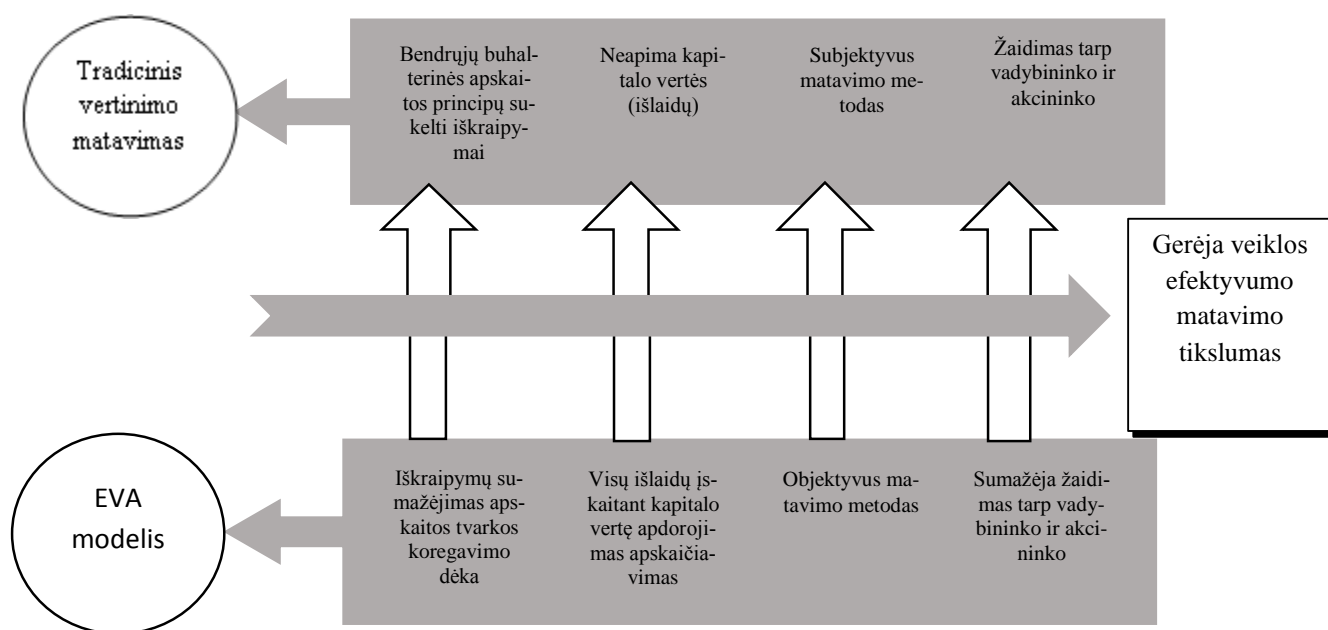 Tradicinis
vertinimo
matavimas
Bendrųjų buhal-
terinės apskai-
tos principų su-
kelti iškraipy-
mai
Neapima kapi-
talo vertės
(išlaidų)
Subjektyvus
matavimo me-
todas
Žaidimas tarp
vadybininko ir
akcininko
Gerėja veiklos
efektyvumo
matavimo
tikslumas
EVA
modelis
Iškraipymų su-
mažėjimas aps-
kaitos tvarkos
koregavimo
dėka
Visų išlaidų įs-
kaitant kapitalo
vertę apdoroji-
mas apskaičia-
vimas
Objektyvus ma-
tavimo metodas
Sumažėja žaidi-
mas tarp vady-
bininko ir akci-
ninko